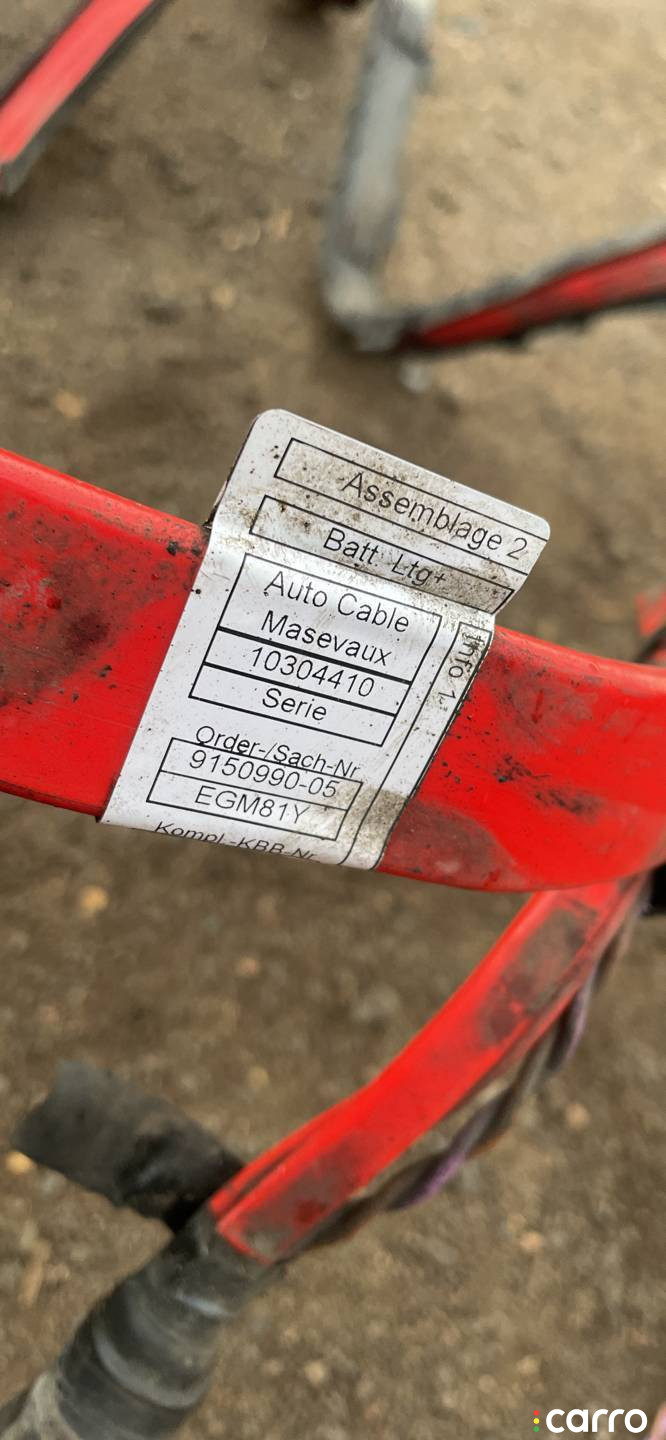 Assemblage 2
Batt Ltg+
Auto Cable
Masevaux
10304410
Serie
Info 1
Order-/Sach-Nr
9150990-05
EGM81Y
Kompl.-KBB-Nr
carro